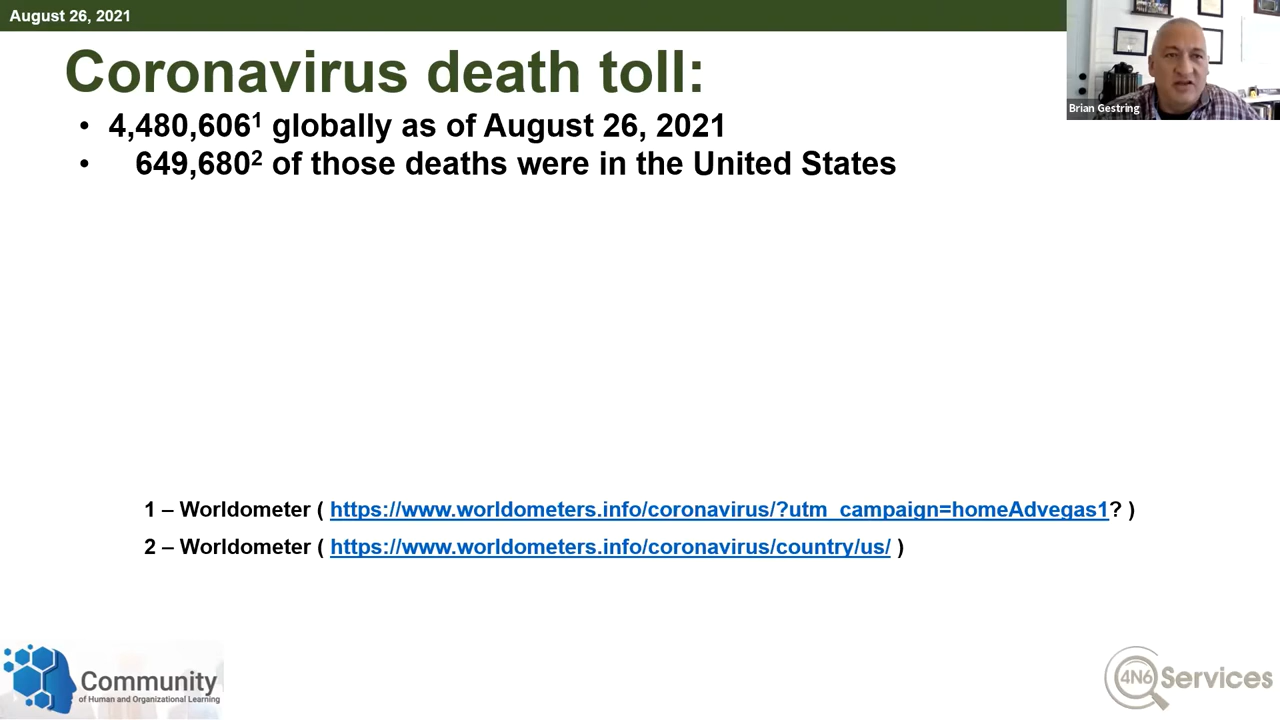 August 26, 2021
Coronavirus death toll:
• 4,480,606¹ globally as of August 26, 2021
• 649,680² of those deaths were in the United States
Brian Gestring
1 – Worldometer ( https://www.worldometers.info/coronavirus/?utm_campaign=homeAdvegas1? )
2 – Worldometer ( https://www.worldometers.info/coronavirus/country/us/ )
Community
of Human and Organizational Learning
4N6 Services